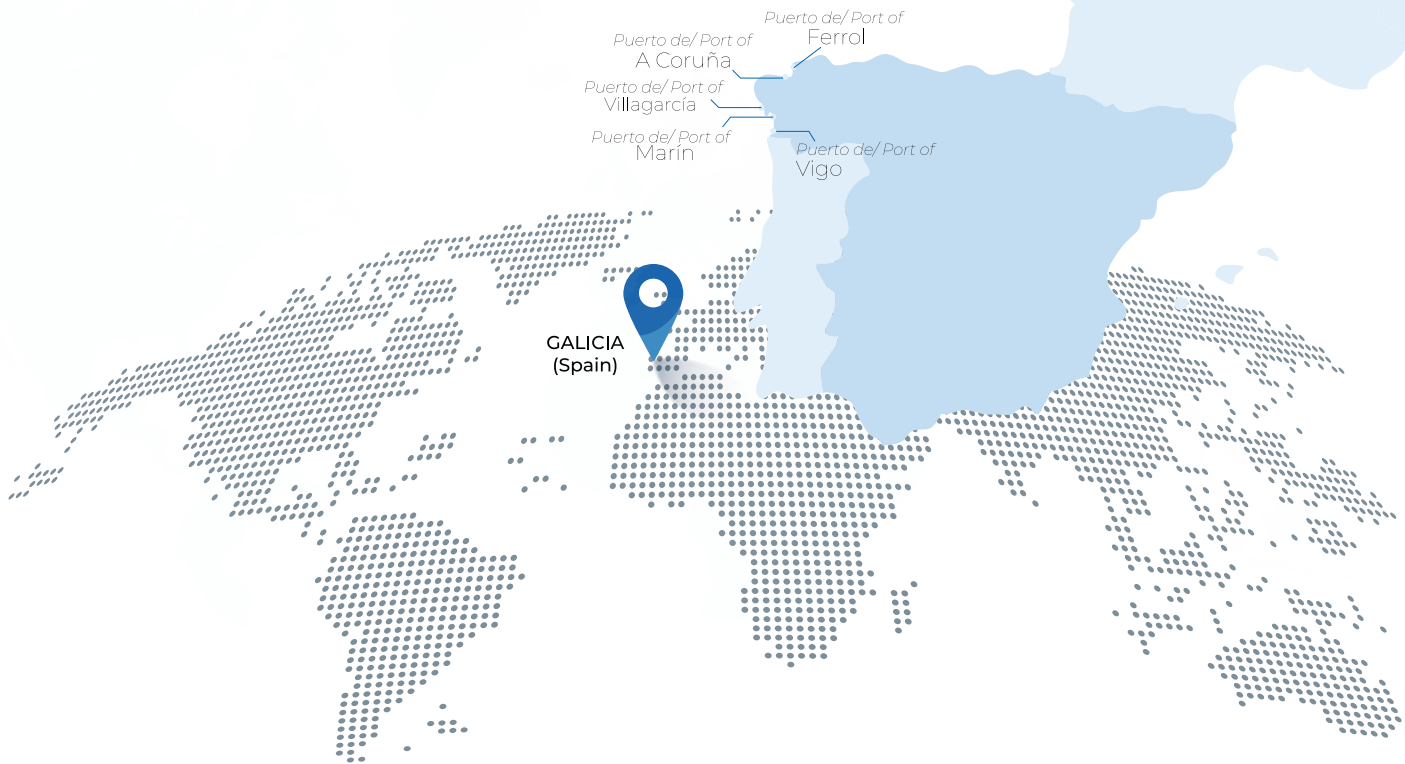 Puerto de/ Port of
Ferrol
Puerto de/ Port of
A Coruña
Puerto de/ Port of
Villagarcía
Puerto de/ Port of
Marín
Puerto de/ Port of
Vigo
GALICIA
(Spain)